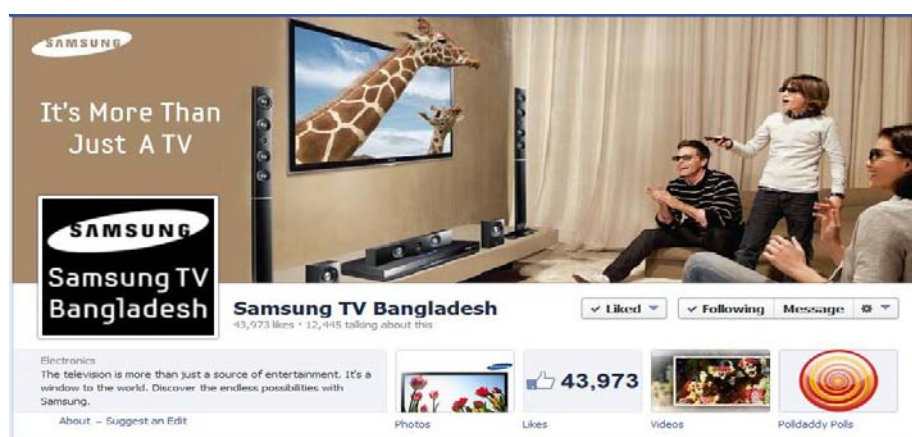 SAMSUNG
It's More Than
Just A TV
SAMSUNG
Samsung TV
Bangladesh
Samsung TV Bangladesh
43,973 likes · 12,445 talking about this
✓ Liked
✓ Following
Message
Electronics
The television is more than just a source of entertainment. It's a
window to the world. Discover the endless possibilities with
Samsung.
About – Suggest an Edit
43,973
Photos
Likes
Videos
Polldaddy Polls